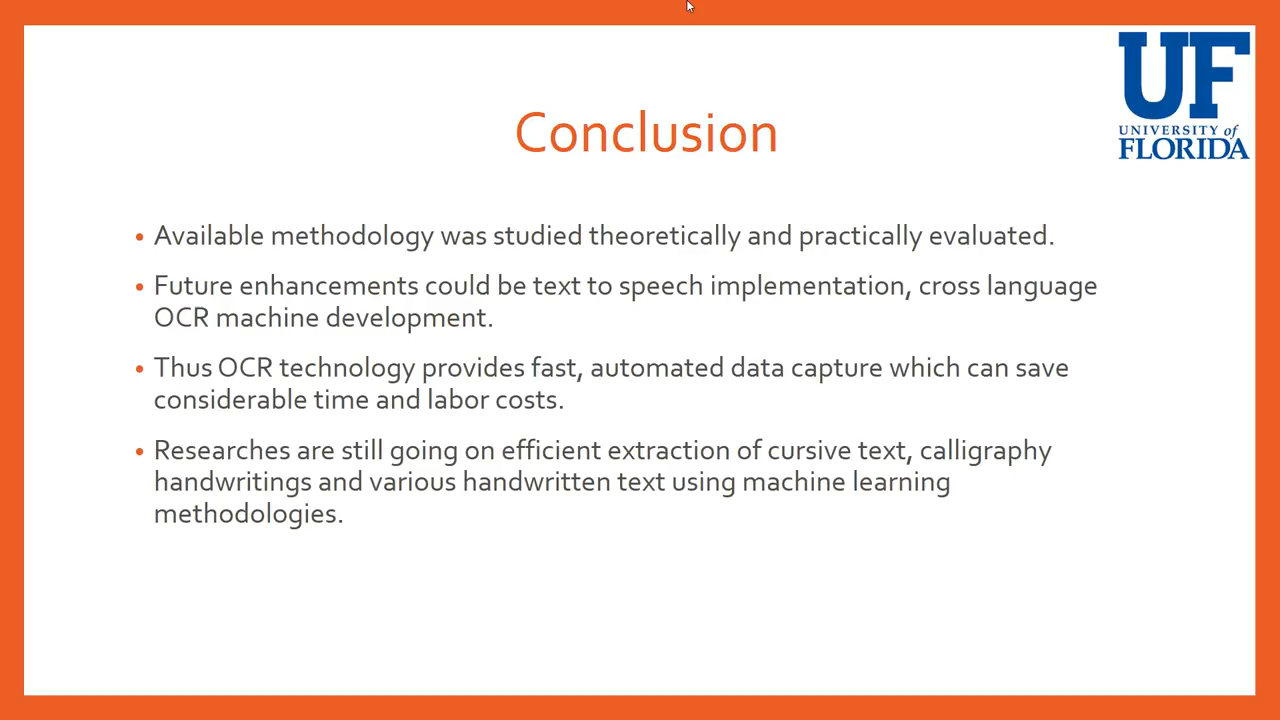 UF
UNIVERSITY of
FLORIDA
Conclusion
• Available methodology was studied theoretically and practically evaluated.
• Future enhancements could be text to speech implementation, cross language
OCR machine development.
• Thus OCR technology provides fast, automated data capture which can save
considerable time and labor costs.
• Researches are still going on efficient extraction of cursive text, calligraphy
handwritings and various handwritten text using machine learning
methodologies.